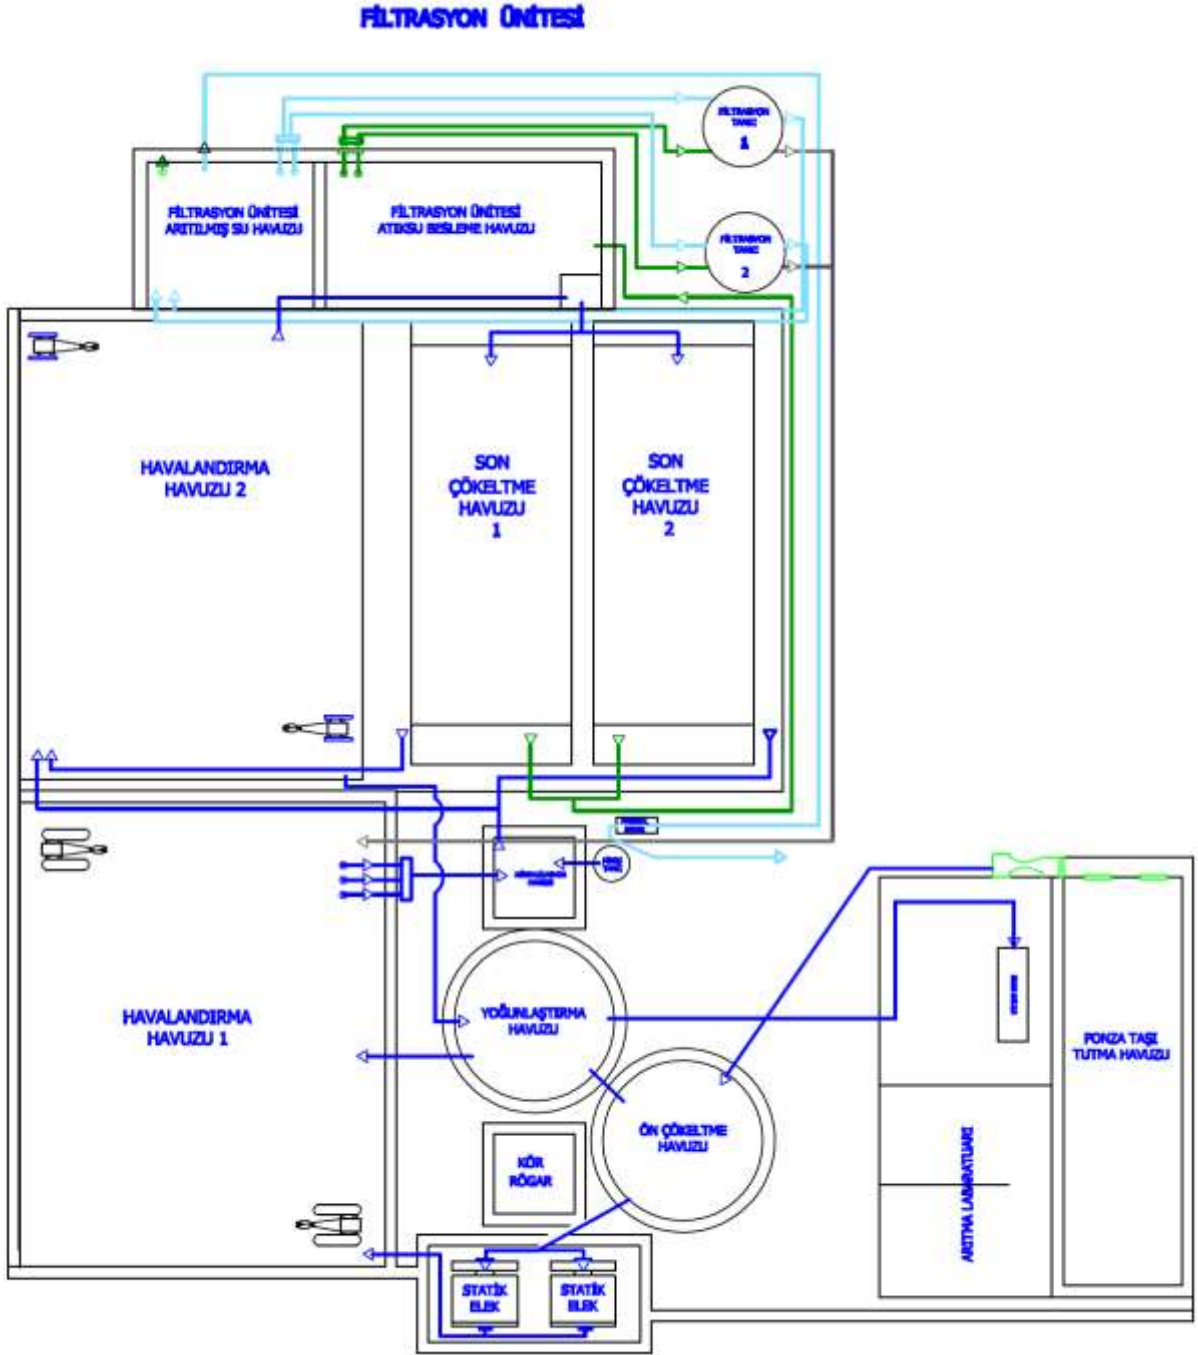 FİLTRASYON ÜNİTESİ
FİLTRASYON
TANKI
1
FİLTRASYON ÜNİTESİ
ARITILMIŞ SU HAVUZU
FİLTRASYON ÜNİTESİ
ATIKSU BESLEME HAVUZU
FİLTRASYON
TANKI
2
HAVALANDIRMA
HAVUZU 2
SON
ÇÖKELTME
HAVUZU
1
SON
ÇÖKELTME
HAVUZU
2
HAVALANDIRMA
HAVUZU 1
YOĞUNLAŞTIRMA
HAVUZU
PONZA TAŞI
TUTMA HAVUZU
ÖN ÇÖKELTME
HAVUZU
KÖR
RÖGAR
ARITMA LABARATUARI
STATİK
ELEK
STATİK
ELEK